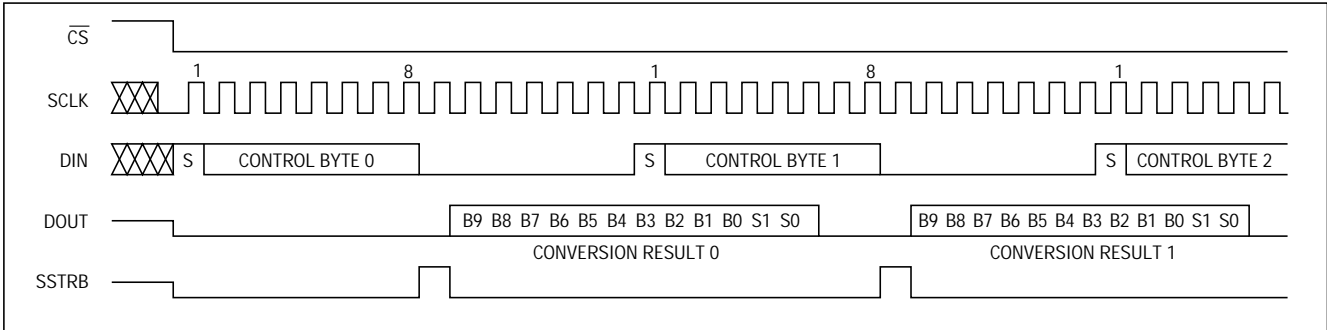 CS
1 8 1 8 1
SCLK
DIN S CONTROL BYTE 0 S CONTROL BYTE 1 S CONTROL BYTE 2
DOUT B9 B8 B7 B6 B5 B4 B3 B2 B1 B0 S1 S0 B9 B8 B7 B6 B5 B4 B3 B2 B1 B0 S1 S0
CONVERSION RESULT 0 CONVERSION RESULT 1
SSTRB